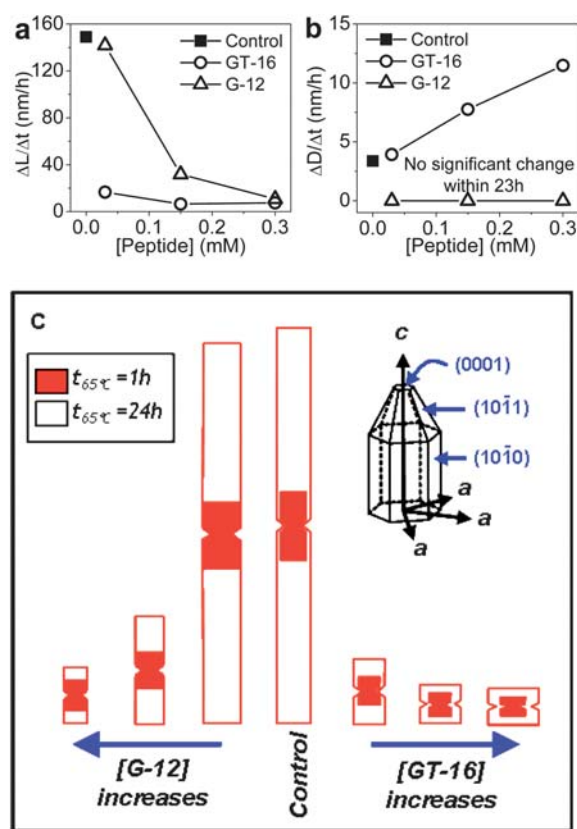 a
160
120
80
40
0
ΔL/Δt (nm/h)
Control
GT-16
G-12
0.0 0.1 0.2 0.3
[Peptide] (mM)
b
15
10
5
0
ΔD/Δt (nm/h)
Control
GT-16
G-12
No significant change
within 23h
0.0 0.1 0.2 0.3
[Peptide] (mM)
c
t65℃ =1h
t65℃ =24h
c
(0001)
(101̄1)
(101̄0)
a
a
a
[G-12]
increases
Control
[GT-16]
increases